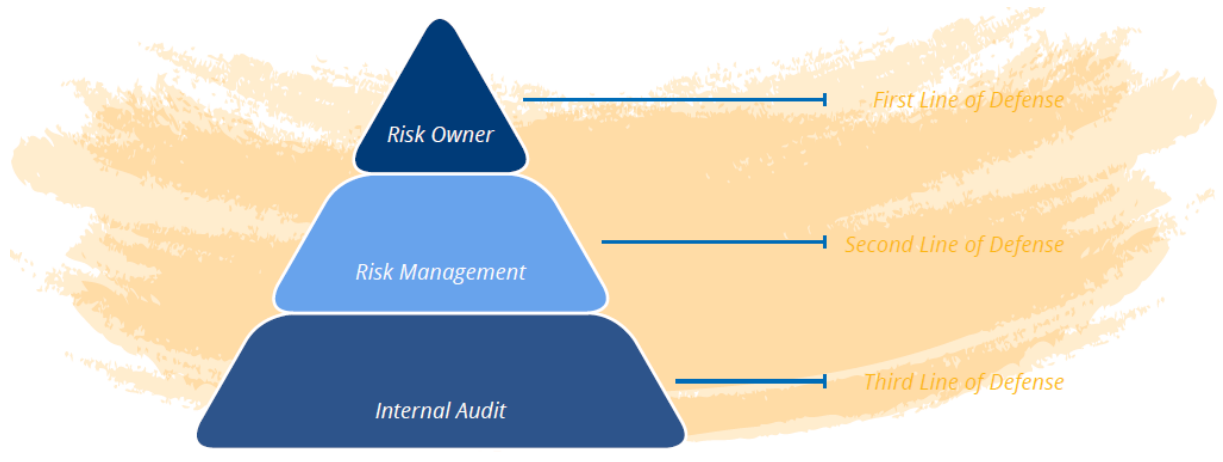 First Line of Defense
Risk Owner
Second Line of Defense
Risk Management
Third Line of Defense
Internal Audit